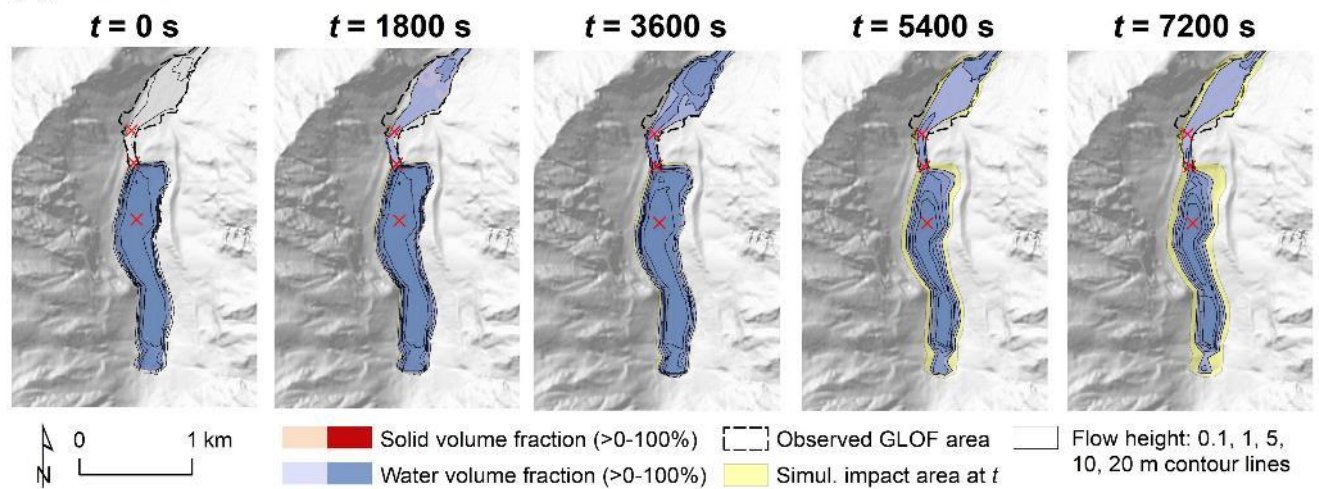 t = 0 s t = 1800 s t = 3600 s t = 5400 s t = 7200 s
N 0 1 km
Solid volume fraction (>0-100%)
Water volume fraction (>0-100%)
Observed GLOF area
Simul. impact area at t
Flow height: 0.1, 1, 5,
10, 20 m contour lines